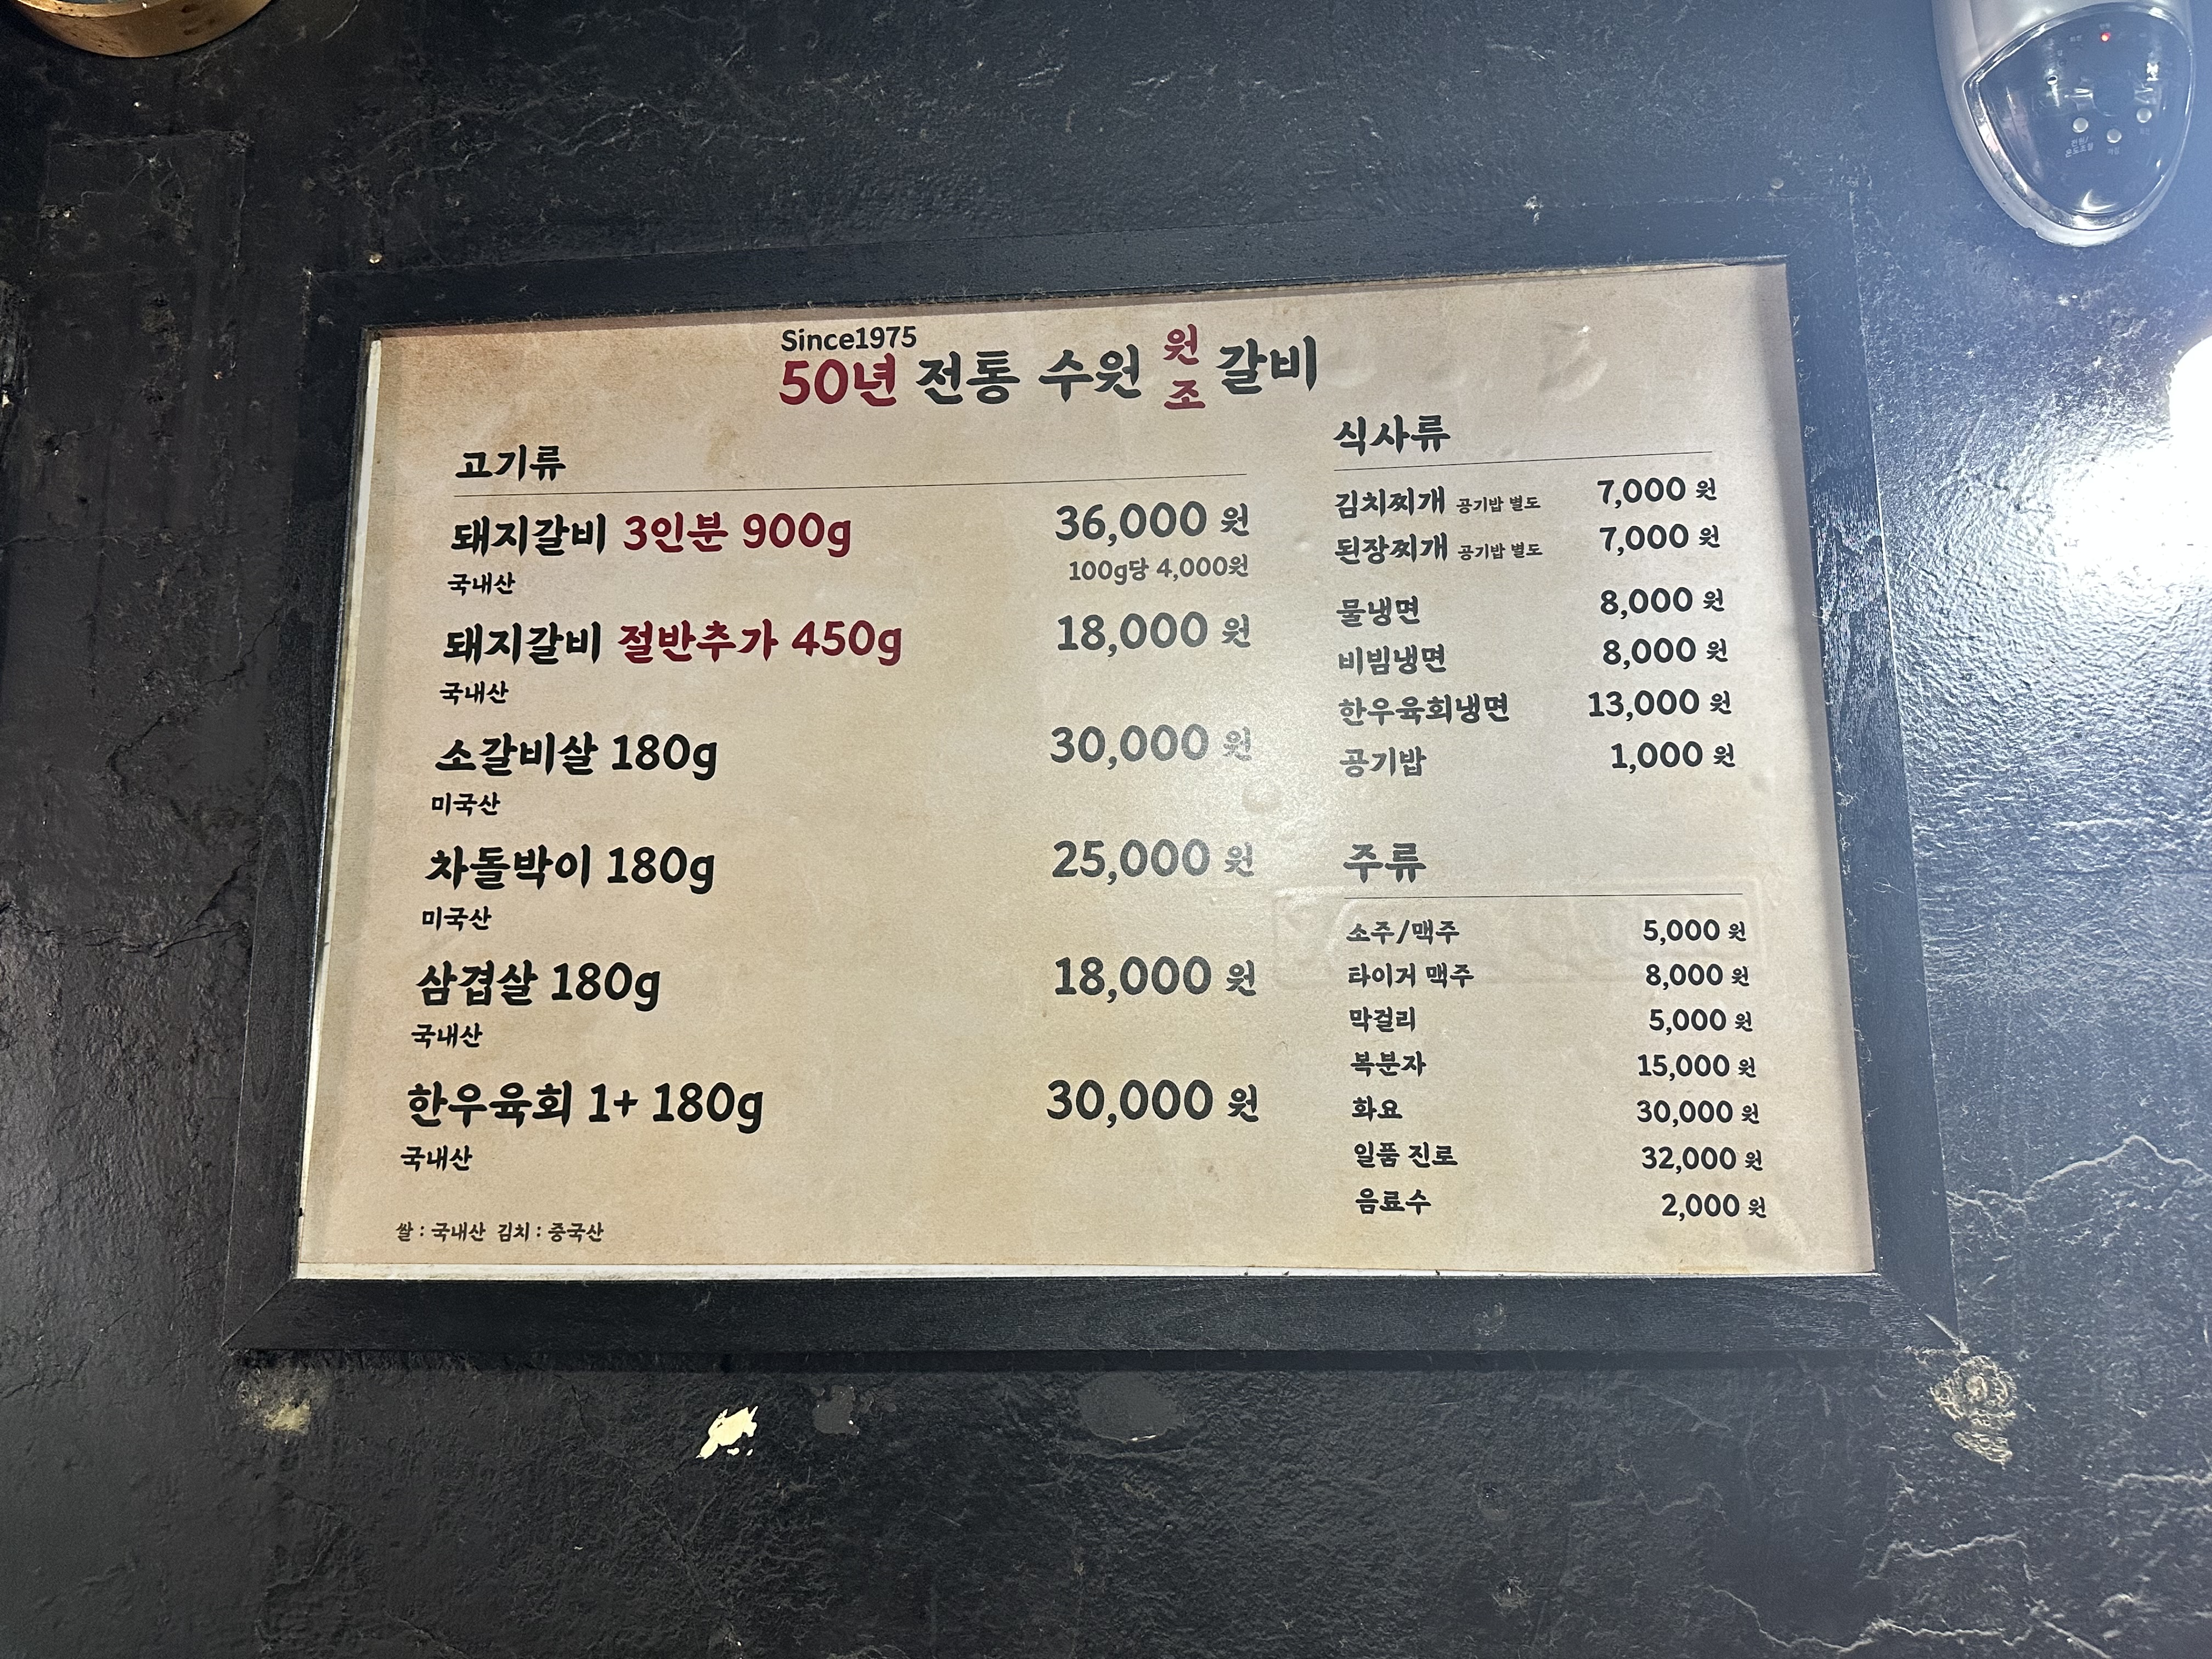 Since1975
50년 전통 수원 원조 갈비
고기류
돼지갈비 3인분 900g 36,000 원
국내산 100g당 4,000원
돼지갈비 절반추가 450g 18,000 원
국내산
소갈비살 180g 30,000 원
미국산
차돌박이 180g 25,000 원
미국산
삼겹살 180g 18,000 원
국내산
한우육회 1+ 180g 30,000 원
국내산
쌀 : 국내산 김치 : 중국산
식사류
김치찌개 공기밥 별도 7,000 원
된장찌개 공기밥 별도 7,000 원
물냉면 8,000 원
비빔냉면 8,000 원
한우육회냉면 13,000 원
공기밥 1,000 원
주류
소주/맥주 5,000 원
타이거 맥주 8,000 원
막걸리 5,000 원
복분자 15,000 원
화요 30,000 원
일품 진로 32,000 원
음료수 2,000 원